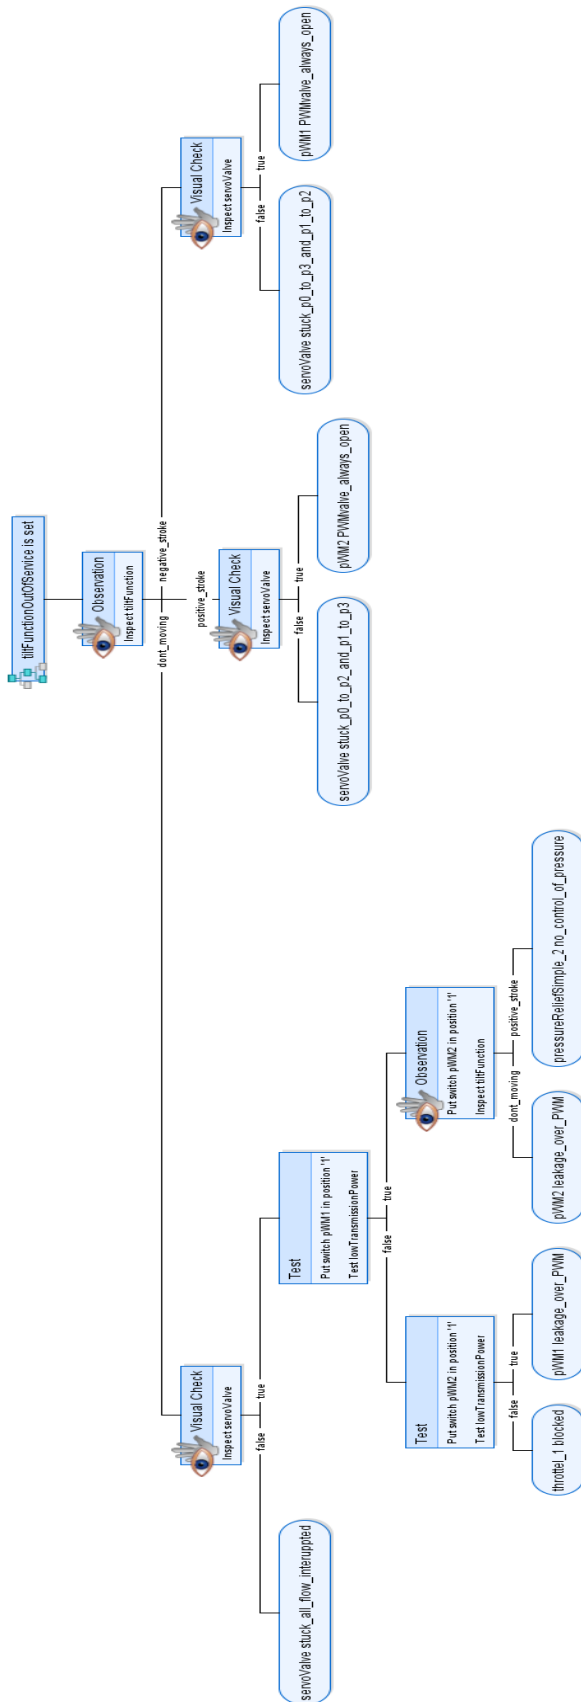 tiltFunctionOutOfService is set
Observation
Inspect tiltFunction
dont_moving
positive_stroke
negative_stroke
Visual Check
Inspect servoValve
false
true
servoValve stuck_all_flow_interuppted
Test
Put switch pWM1 in position '1'
Test lowTransmissionPower
false
true
Test
Put switch pWM2 in position '1'
Test lowTransmissionPower
false
true
throttel_1 blocked
pWM1 leakage_over_PWM
Observation
Put switch pWM2 in position '1'
Inspect tiltFunction
dont_moving
positive_stroke
pWM2 leakage_over_PWM
pressureReliefSimple_2 no_control_of_pressure
Visual Check
Inspect servoValve
false
true
servoValve stuck_p0_to_p2_and_p1_to_p3
pWM2 PWMvalve_always_open
Visual Check
Inspect servoValve
false
true
servoValve stuck_p0_to_p3_and_p1_to_p2
pWM1 PWMvalve_always_open